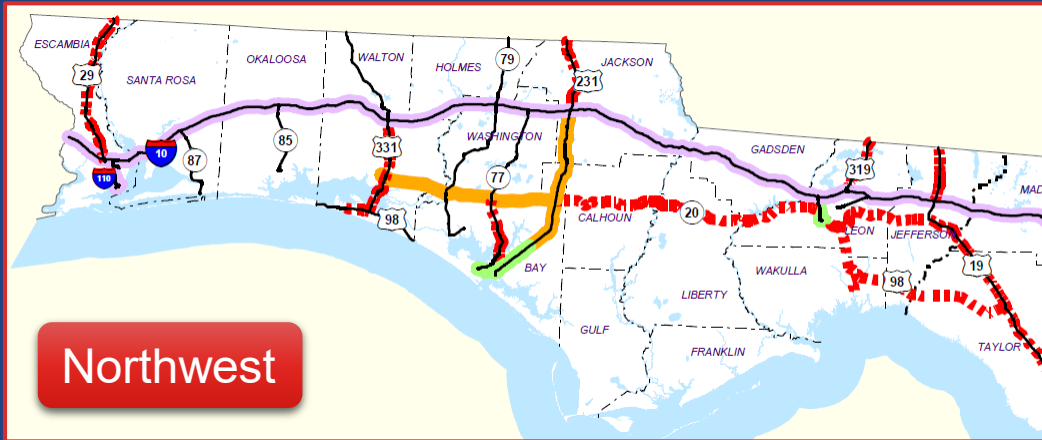 ESCAMBIA
29
SANTA ROSA
OKALOOSA
WALTON
HOLMES
79
231
JACKSON
10
110
87
85
331
WASHINGTON
77
98
GADSDEN
319
MAD
CALHOUN
20
LEON
JEFFERSON
BAY
WAKULLA
98
19
LIBERTY
GULF
FRANKLIN
TAYLOR
Northwest